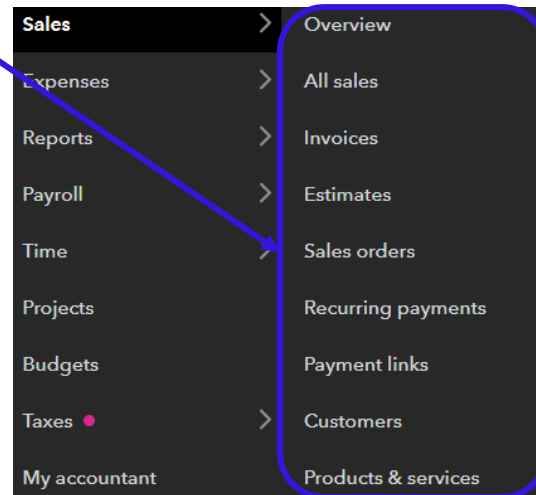 Sales
Expenses
Reports
Payroll
Time
Projects
Budgets
Taxes
My accountant
Overview
All sales
Invoices
Estimates
Sales orders
Recurring payments
Payment links
Customers
Products & services